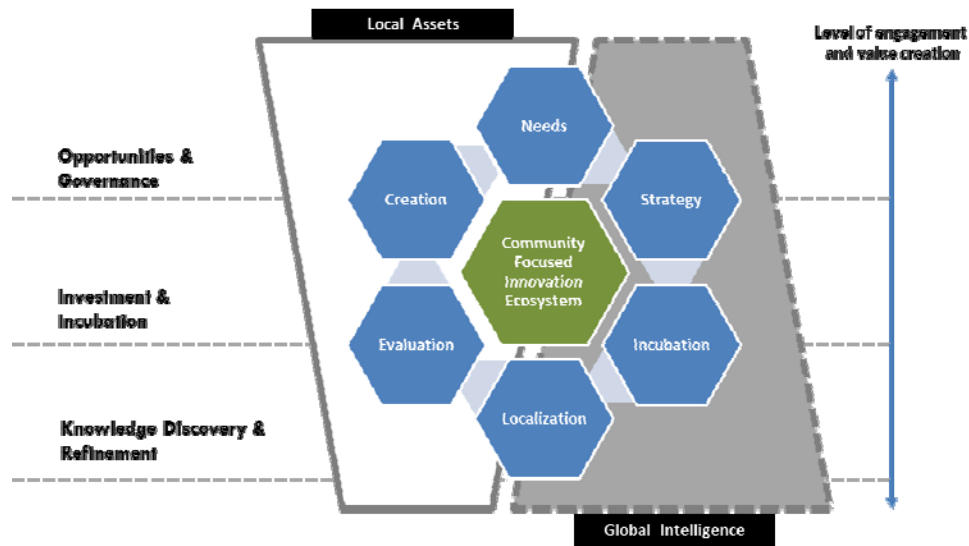 Local Assets
Level of engagement
and value creation
Needs
Opportunities &
Governance
Creation
Strategy
Community
Focused
Innovation
Ecosystem
Investment &
Incubation
Evaluation
Incubation
Localization
Knowledge Discovery &
Refinement
Global Intelligence